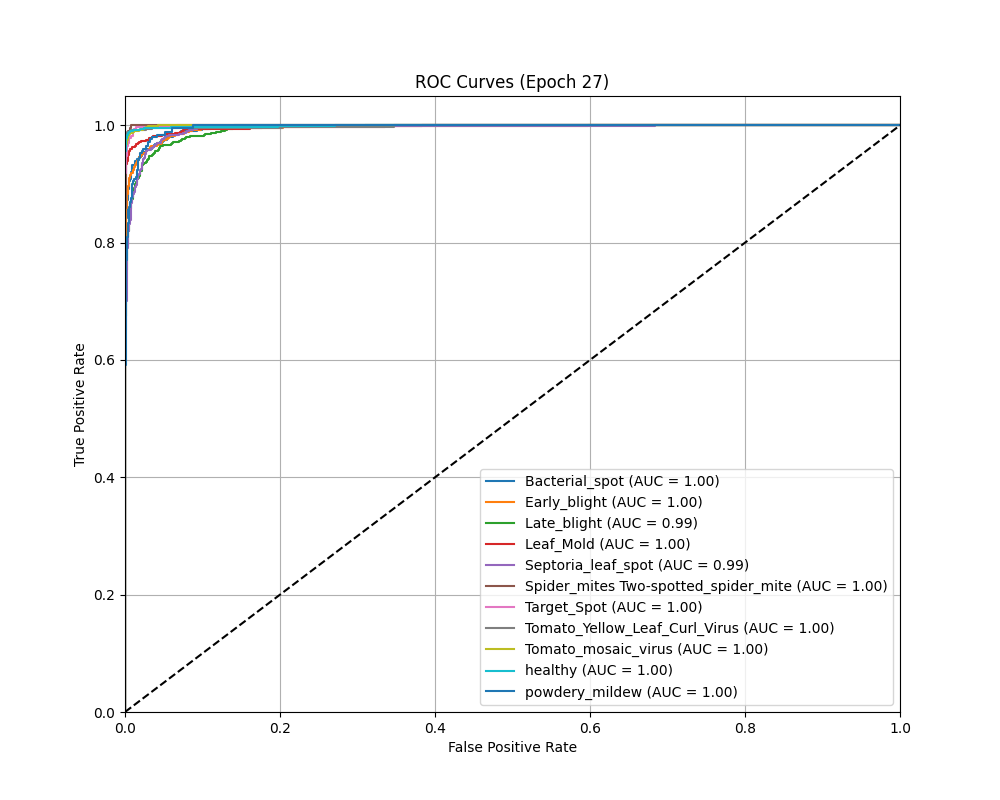 ROC Curves (Epoch 27)
True Positive Rate
1.0
0.8
0.6
0.4
0.2
0.0
Bacterial_spot (AUC = 1.00)
Early_blight (AUC = 1.00)
Late_blight (AUC = 0.99)
Leaf_Mold (AUC = 1.00)
Septoria_leaf_spot (AUC = 0.99)
Spider_mites Two-spotted_spider_mite (AUC = 1.00)
Target_Spot (AUC = 1.00)
Tomato_Yellow_Leaf_Curl_Virus (AUC = 1.00)
Tomato_mosaic_virus (AUC = 1.00)
healthy (AUC = 1.00)
powdery_mildew (AUC = 1.00)
0.0 0.2 0.4 0.6 0.8 1.0
False Positive Rate